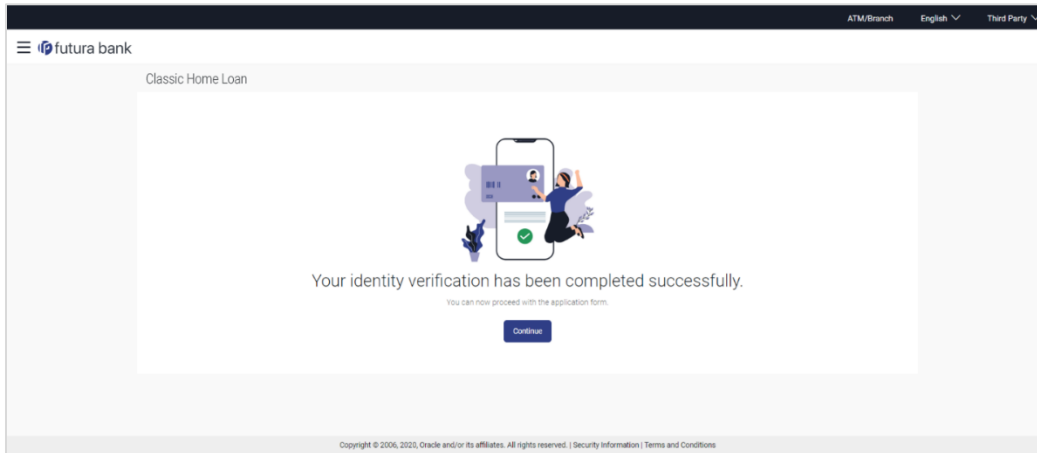 ATM/Branch English Third Party
futura bank
Classic Home Loan
Your identity verification has been completed successfully.
You can now proceed with the application form.
Continue
Copyright © 2006, 2020, Oracle and/or its affiliates. All rights reserved. | Security Information | Terms and Conditions